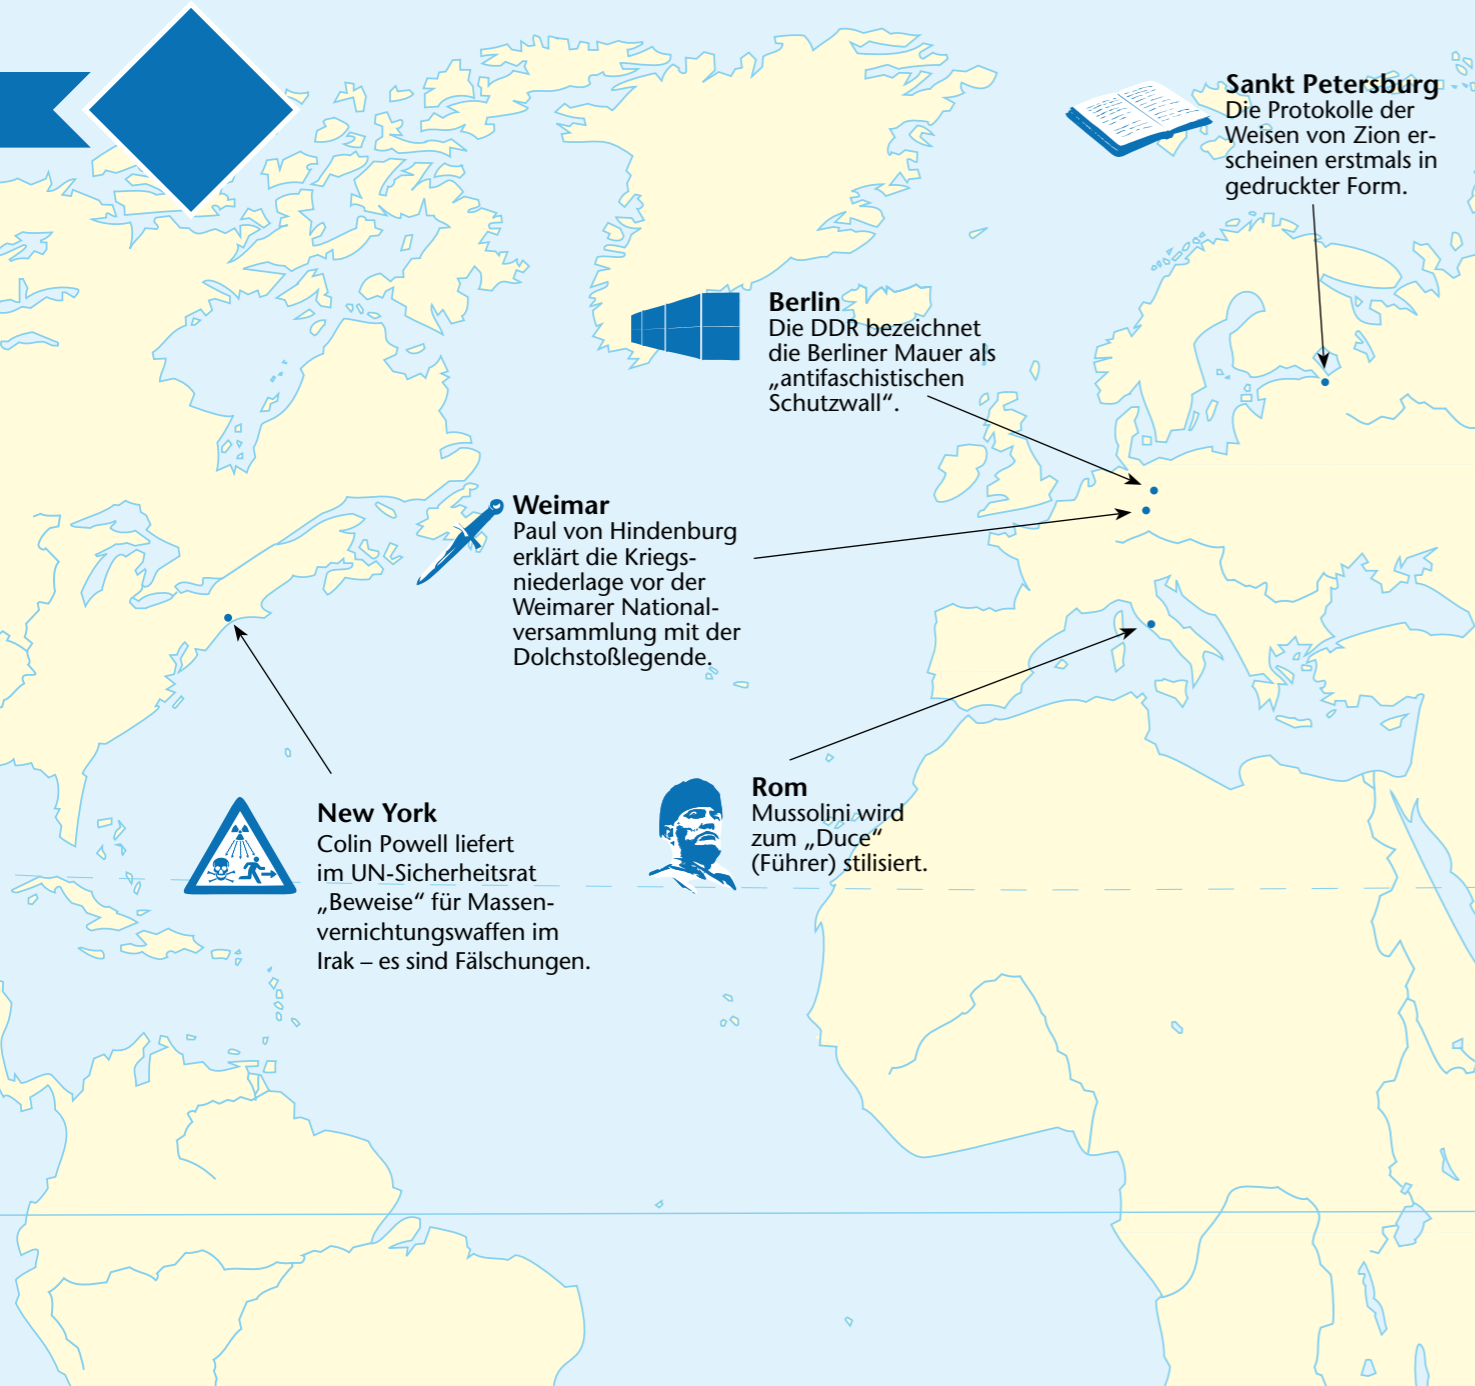 Sankt Petersburg
Die Protokolle der
Weisen von Zion er-
scheinen erstmals in
gedruckter Form.
Berlin
Die DDR bezeichnet
die Berliner Mauer als
„antifaschistischen
Schutzwall“.
Weimar
Paul von Hindenburg
erklärt die Kriegs-
niederlage vor der
Weimarer National-
versammlung mit der
Dolchstoßlegende.
Rom
Mussolini wird
zum „Duce“
(Führer) stilisiert.
New York
Colin Powell liefert
im UN-Sicherheitsrat
„Beweise“ für Massen-
vernichtungswaffen im
Irak – es sind Fälschungen.